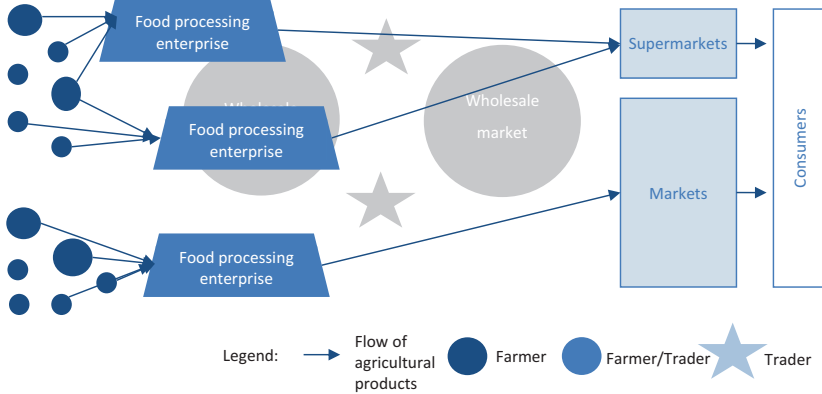 Food processing
enterprise
Supermarkets
Wholesale
market
Food processing
enterprise
Consumers
Markets
Food processing
enterprise
Legend:
Flow of
agricultural
products
Farmer
Farmer/Trader
Trader